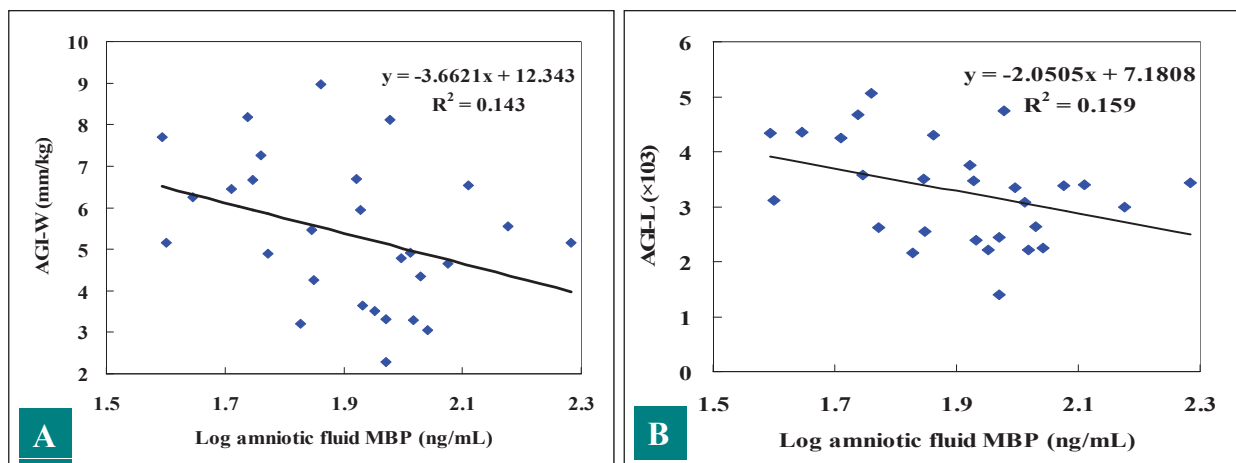 10
9
8
7
6
5
4
3
2
AGI-W (mm/kg)
y = -3.6621x + 12.343
R² = 0.143
1.5 1.7 1.9 2.1 2.3
Log amniotic fluid MBP (ng/mL)
A
6
5
4
3
2
1
0
AGI-L (×103)
y = -2.0505x + 7.1808
R² = 0.159
1.5 1.7 1.9 2.1 2.3
Log amniotic fluid MBP (ng/mL)
B